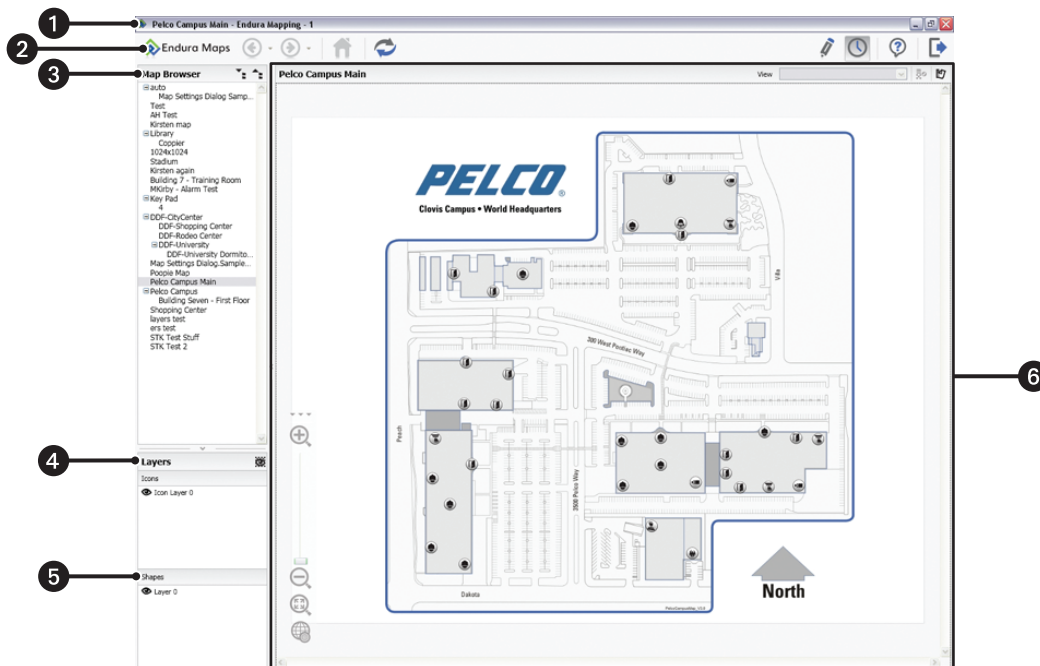 1
Pelco Campus Main - Endura Mapping - 1
2
Endura Maps
3
Map Browser
auto
Map Settings Dialog Samp...
Test
AH Test
Kirsten map
Library
Coppier
1024x1024
Stadium
Kirsten again
Building 7 - Training Room
MKirby - Alarm Test
Key Pad
4
DDF-CityCenter
DDF-Shopping Center
DDF-Rodeo Center
DDF-University
DDF-University Dormito...
Map Settings Dialog.Sample...
Poopie Map
Pelco Campus Main
Pelco Campus
Building Seven - First Floor
Shopping Center
layers test
ers test
STK Test Stuff
STK Test 2
4
Layers
Icons
Icon Layer 0
5
Shapes
Layer 0
Pelco Campus Main
View
PELCO®
Clovis Campus • World Headquarters
Villa
300 West Pontiac Way
Peach
3500 Pelco Way
Dakota
North
PelcoCampusMap_V3.0
6